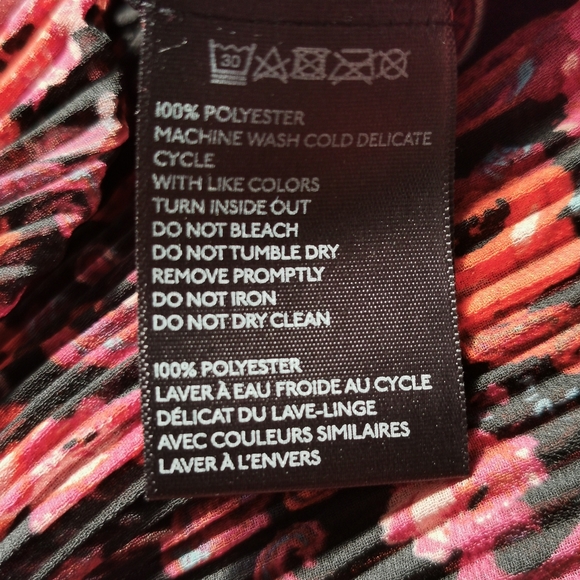 30
100% POLYESTER
MACHINE WASH COLD DELICATE
CYCLE
WITH LIKE COLORS
TURN INSIDE OUT
DO NOT BLEACH
DO NOT TUMBLE DRY
REMOVE PROMPTLY
DO NOT IRON
DO NOT DRY CLEAN
100% POLYESTER
LAVER À EAU FROIDE AU CYCLE
DÉLICAT DU LAVE-LINGE
AVEC COULEURS SIMILAIRES
LAVER À L'ENVERS